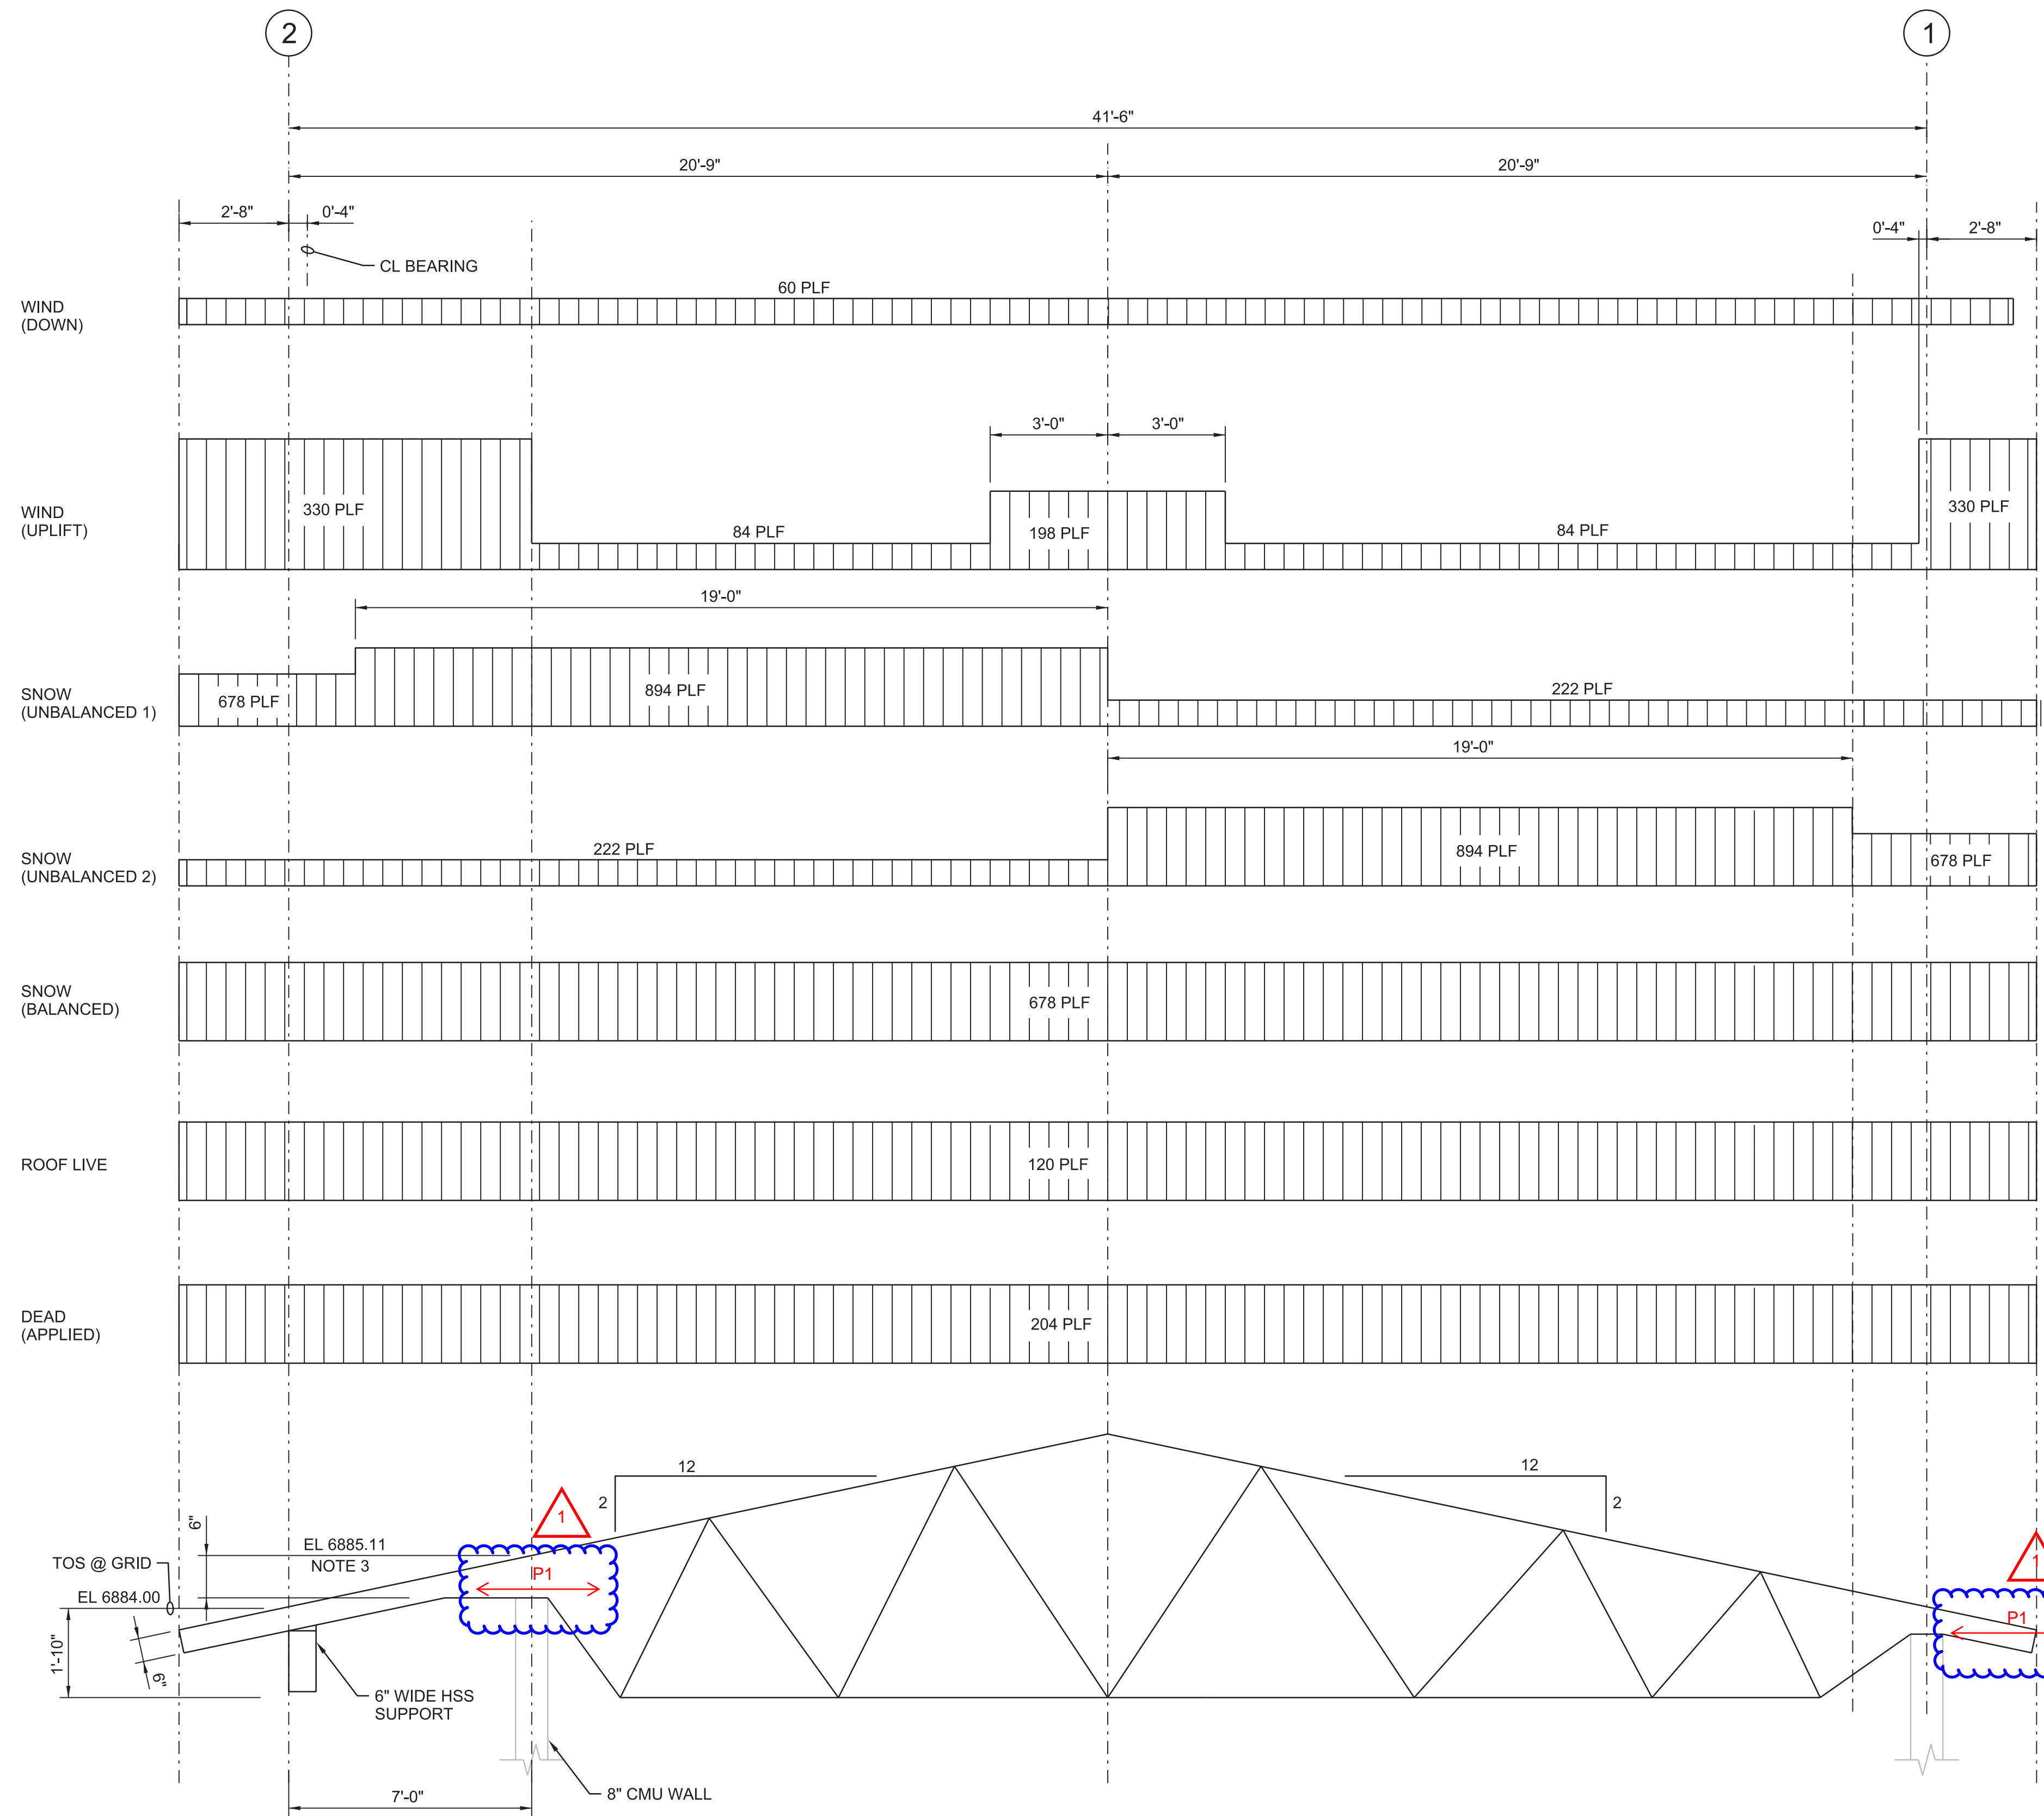 2
1
41'-6"
20'-9"
20'-9"
2'-8"
0'-4"
0'-4"
2'-8"
CL BEARING
60 PLF
WIND
(DOWN)
3'-0"
3'-0"
330 PLF
330 PLF
WIND
(UPLIFT)
84 PLF
198 PLF
84 PLF
19'-0"
SNOW
(UNBALANCED 1)
678 PLF
894 PLF
222 PLF
19'-0"
SNOW
(UNBALANCED 2)
222 PLF
894 PLF
678 PLF
SNOW
(BALANCED)
678 PLF
ROOF LIVE
120 PLF
DEAD
(APPLIED)
204 PLF
12
12
2
2
1
1
6"
EL 6885.11
NOTE 3
TOS @ GRID
EL 6884.00
P1
P1
1'-10"
6"
6" WIDE HSS
SUPPORT
8" CMU WALL
7'-0"